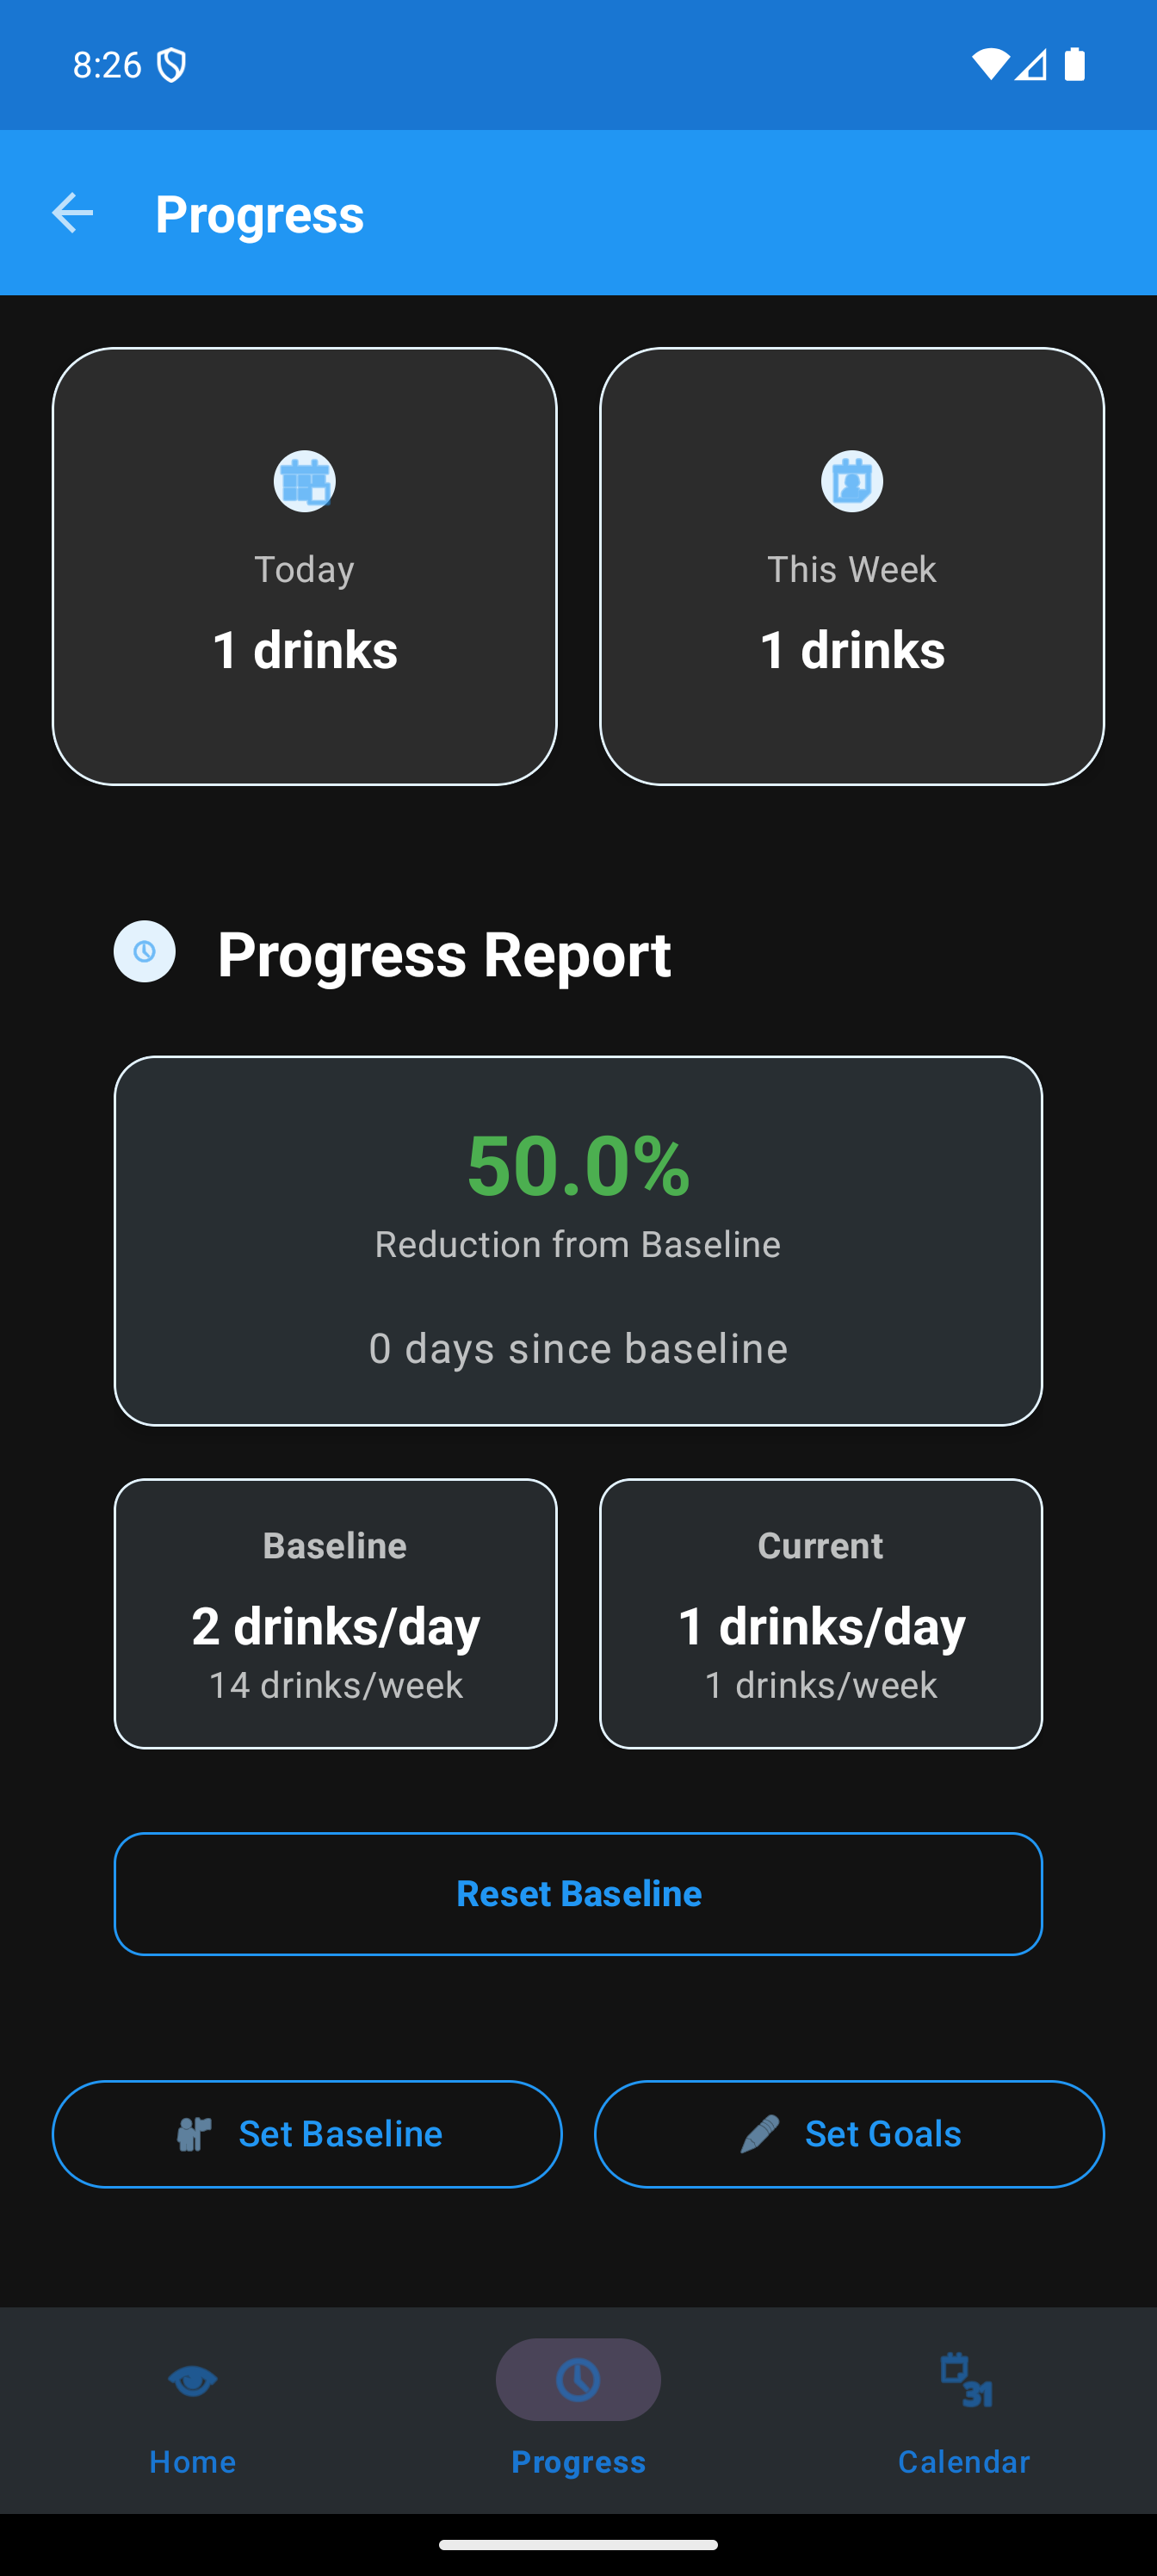 8:26
Progress
Today
1 drinks
This Week
1 drinks
Progress Report
50.0%
Reduction from Baseline
0 days since baseline
Baseline
2 drinks/day
14 drinks/week
Current
1 drinks/day
1 drinks/week
Reset Baseline
Set Baseline
Set Goals
31
Home
Progress
Calendar